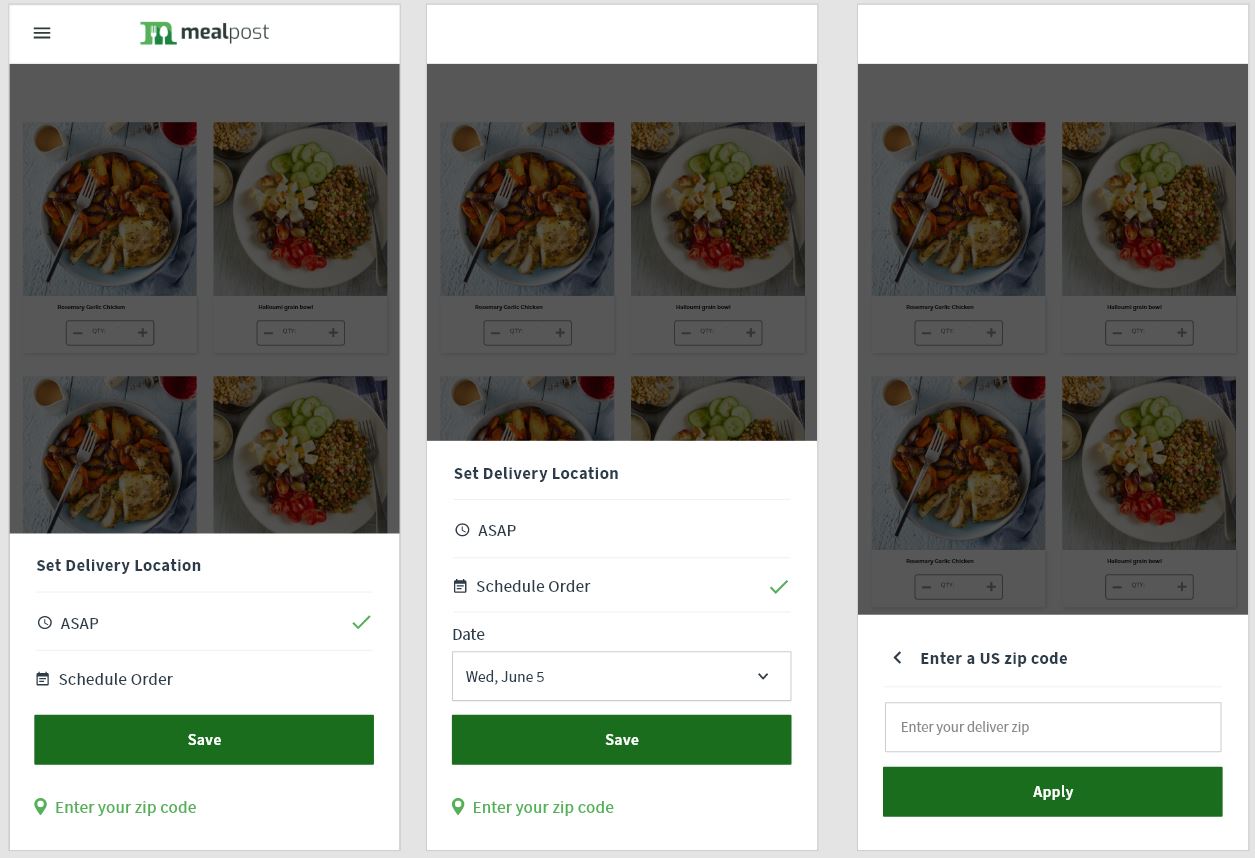 mealpost
Rosemary Garlic Chicken
Halloumi grain bowl
QTY:
QTY:
Set Delivery Location
ASAP
Schedule Order
Save
Enter your zip code
Rosemary Garlic Chicken
Halloumi grain bowl
QTY:
QTY:
Set Delivery Location
ASAP
Schedule Order
Date
Wed, June 5
Save
Enter your zip code
Rosemary Garlic Chicken
Halloumi grain bowl
QTY:
QTY:
Rosemary Garlic Chicken
Halloumi grain bowl
QTY:
QTY:
Enter a US zip code
Enter your deliver zip
Apply